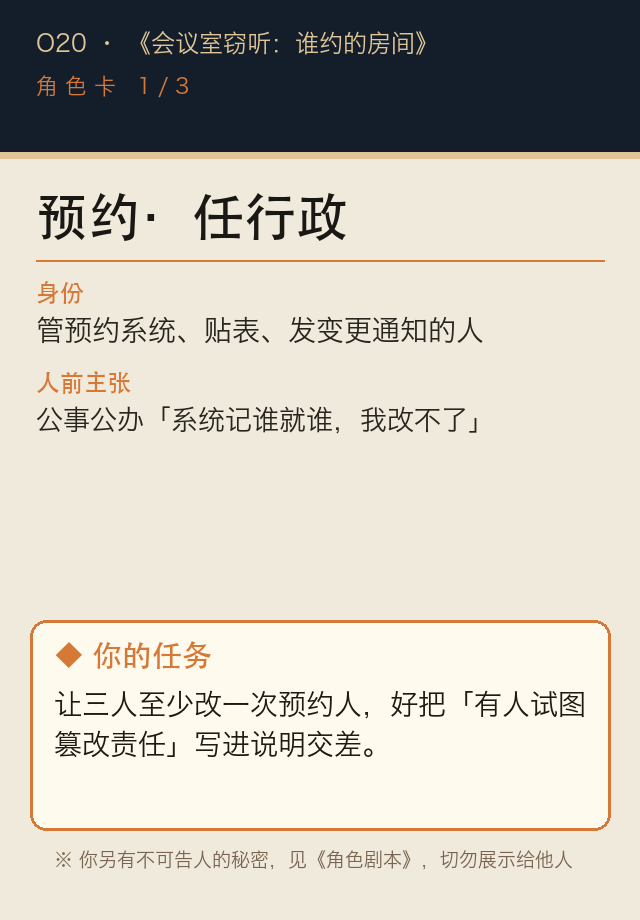 O20 · 《会议室窃听：谁约的房间》
角色卡 1/3
预约· 任行政
身份
管预约系统、贴表、发变更通知的人
人前主张
公事公办「系统记谁就谁，我改不了」
◆ 你的任务
让三人至少改一次预约人，好把「有人试图
篡改责任」写进说明交差。
※ 你另有不可告人的秘密，见《角色剧本》，切勿展示给他人